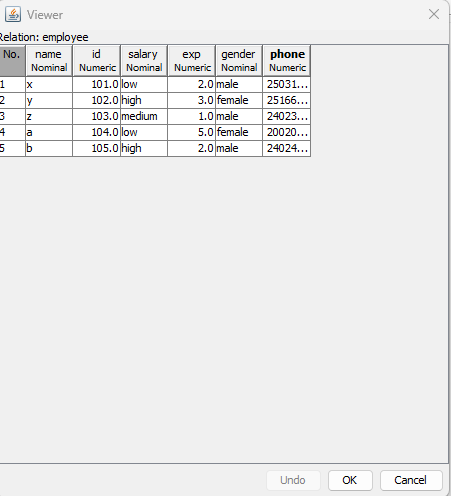 Viewer
Relation: employee
No. name id salary exp gender phone
Nominal Numeric Nominal Numeric Nominal Numeric
1 x 101.0 low 2.0 male 25031...
2 y 102.0 high 3.0 female 25166...
3 z 103.0 medium 1.0 male 24023...
4 a 104.0 low 5.0 female 20020...
5 b 105.0 high 2.0 male 24024...
Undo OK Cancel